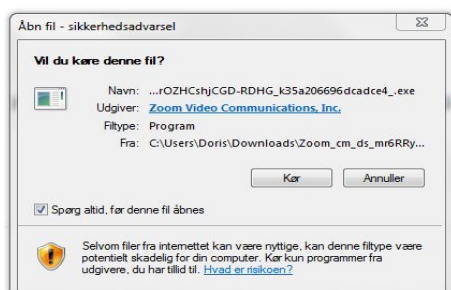 Åbn fil - sikkerhedsadvarsel
Vil du køre denne fil?
Navn: ...rOZHCshjCGD-RDHG_k35a206696dcadce4_.exe
Udgiver: Zoom Video Communications, Inc.
Filtype: Program
Fra: C:\Users\Doris\Downloads\Zoom_cm_ds_mr6RRy...
Kør Annuller
Spørg altid, før denne fil åbnes
Selvom filer fra internettet kan være nyttige, kan denne filtype være
potentielt skadelig for din computer. Kør kun programmer fra
udgivere, du har tillid til. Hvad er risikoen?